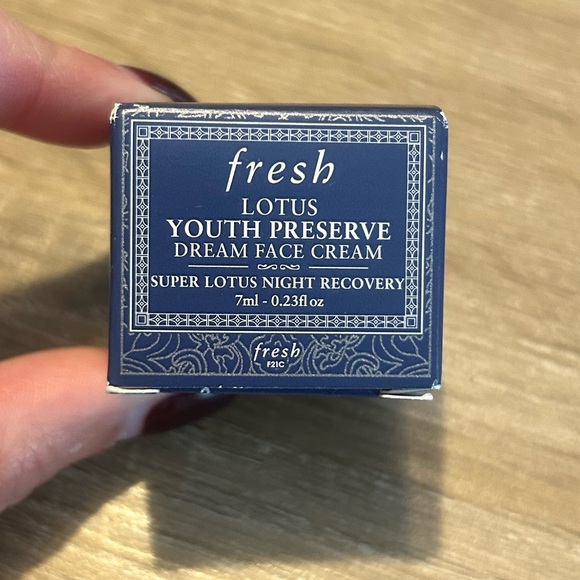 fresh
LOTUS
YOUTH PRESERVE
DREAM FACE CREAM
SUPER LOTUS NIGHT RECOVERY
7ml - 0.23fl oz
fresh
F21C